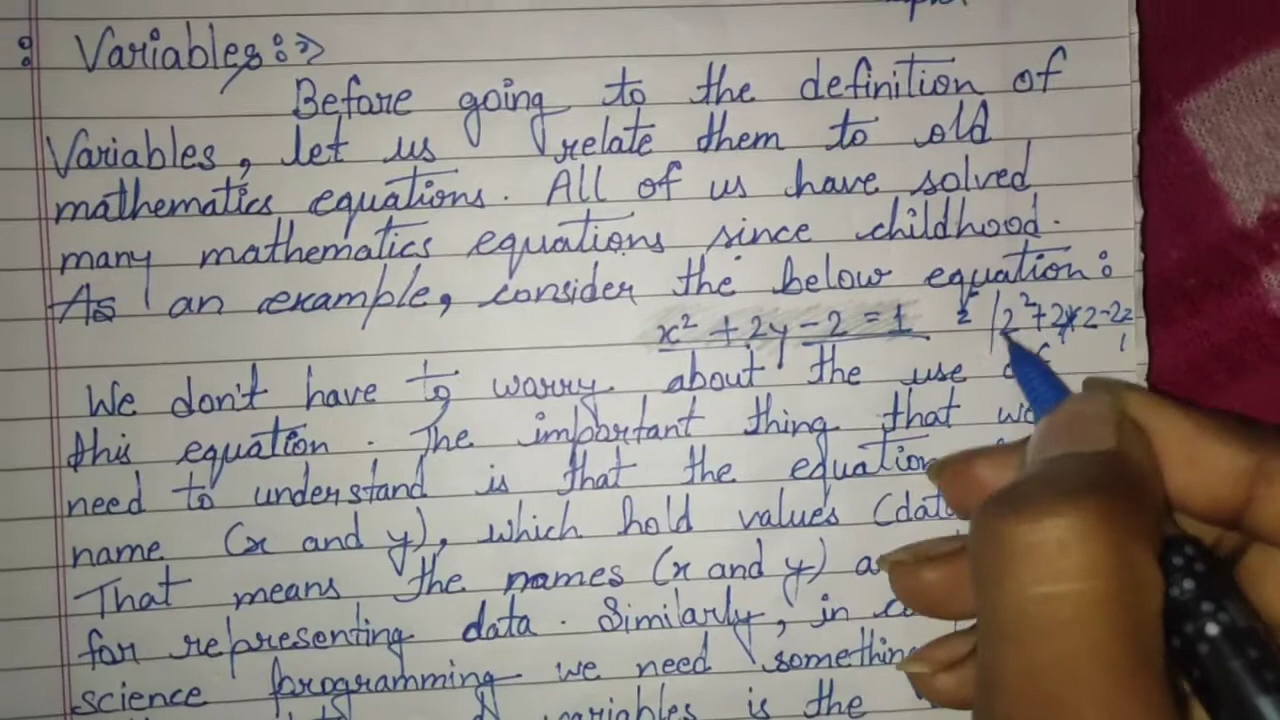 Variables :⇒
Before going to the definition of
Variables, let us relate them to old
mathematics equations. All of us have solved
many mathematics equations since childhood.
As an example, consider the below equation:
x² + 2y - 2 = 1
We don't have to worry about the use
this equation. The important thing that
need to understand is that the equation
name (x and y), which hold values (data
That means the names (x and y)
for representing data. Similarly, in
science programming we need something
variables is the